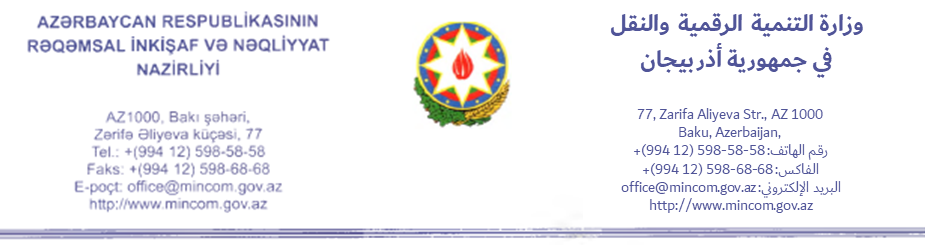 AZƏRBAYCAN RESPUBLİKASININ
RƏQƏMSAL İNKİŞAF VƏ NƏQLİYYAT
NAZİRLİYİ
AZ1000, Bakı şəhəri,
Zərifə Əliyeva küçəsi, 77
Tel.: +(994 12) 598-58-58
Faks: +(994 12) 598-68-68
E-poçt: office@mincom.gov.az
http://www.mincom.gov.az
وزارة التنمية الرقمية والنقل
في جمهورية أذربيجان
77, Zarifa Aliyeva Str., AZ 1000
Baku, Azerbaijan,
رقم الهاتف: 58-58-598 (12 994)+
الفاكس: 68-68-598 (12 994)+
البريد الإلكتروني: office@mincom.gov.az
http://www.mincom.gov.az